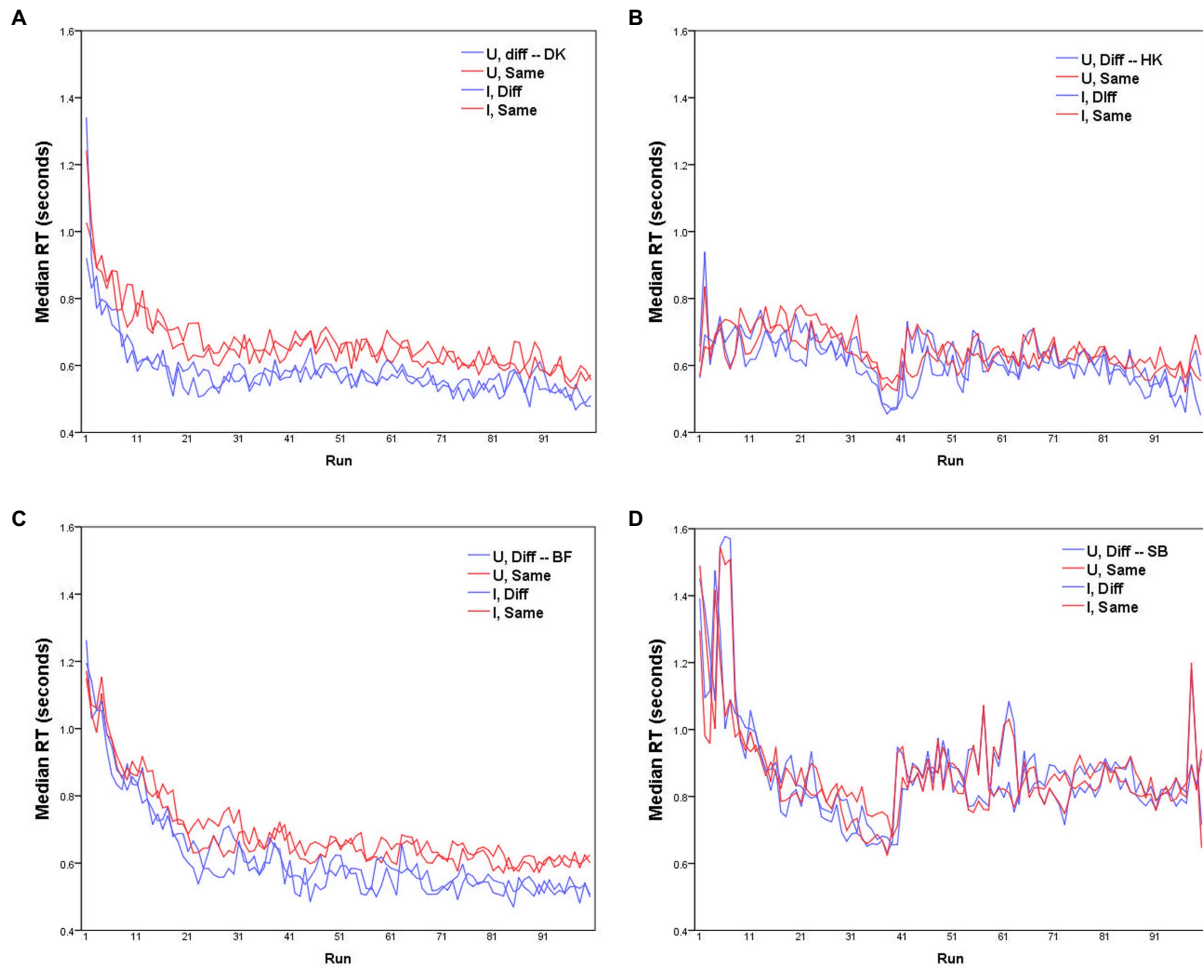 A
U, diff -- DK
U, Same
I, Diff
I, Same
Median RT (seconds)
1.6
1.4
1.2
1.0
0.8
0.6
0.4
1 11 21 31 41 51 61 71 81 91
Run
B
U, Diff -- HK
U, Same
I, DIff
I, Same
Median RT (seconds)
1.6
1.4
1.2
1.0
0.8
0.6
0.4
1 11 21 31 41 51 61 71 81 91
Run
C
U, Diff -- BF
U, Same
I, Diff
I, Same
Median RT (seconds)
1.6
1.4
1.2
1.0
0.8
0.6
0.4
1 11 21 31 41 51 61 71 81 91
Run
D
U, Diff -- SB
U, Same
I, Diff
I, Same
Median RT (seconds)
1.6
1.4
1.2
1.0
0.8
0.6
0.4
1 11 21 31 41 51 61 71 81 91
Run